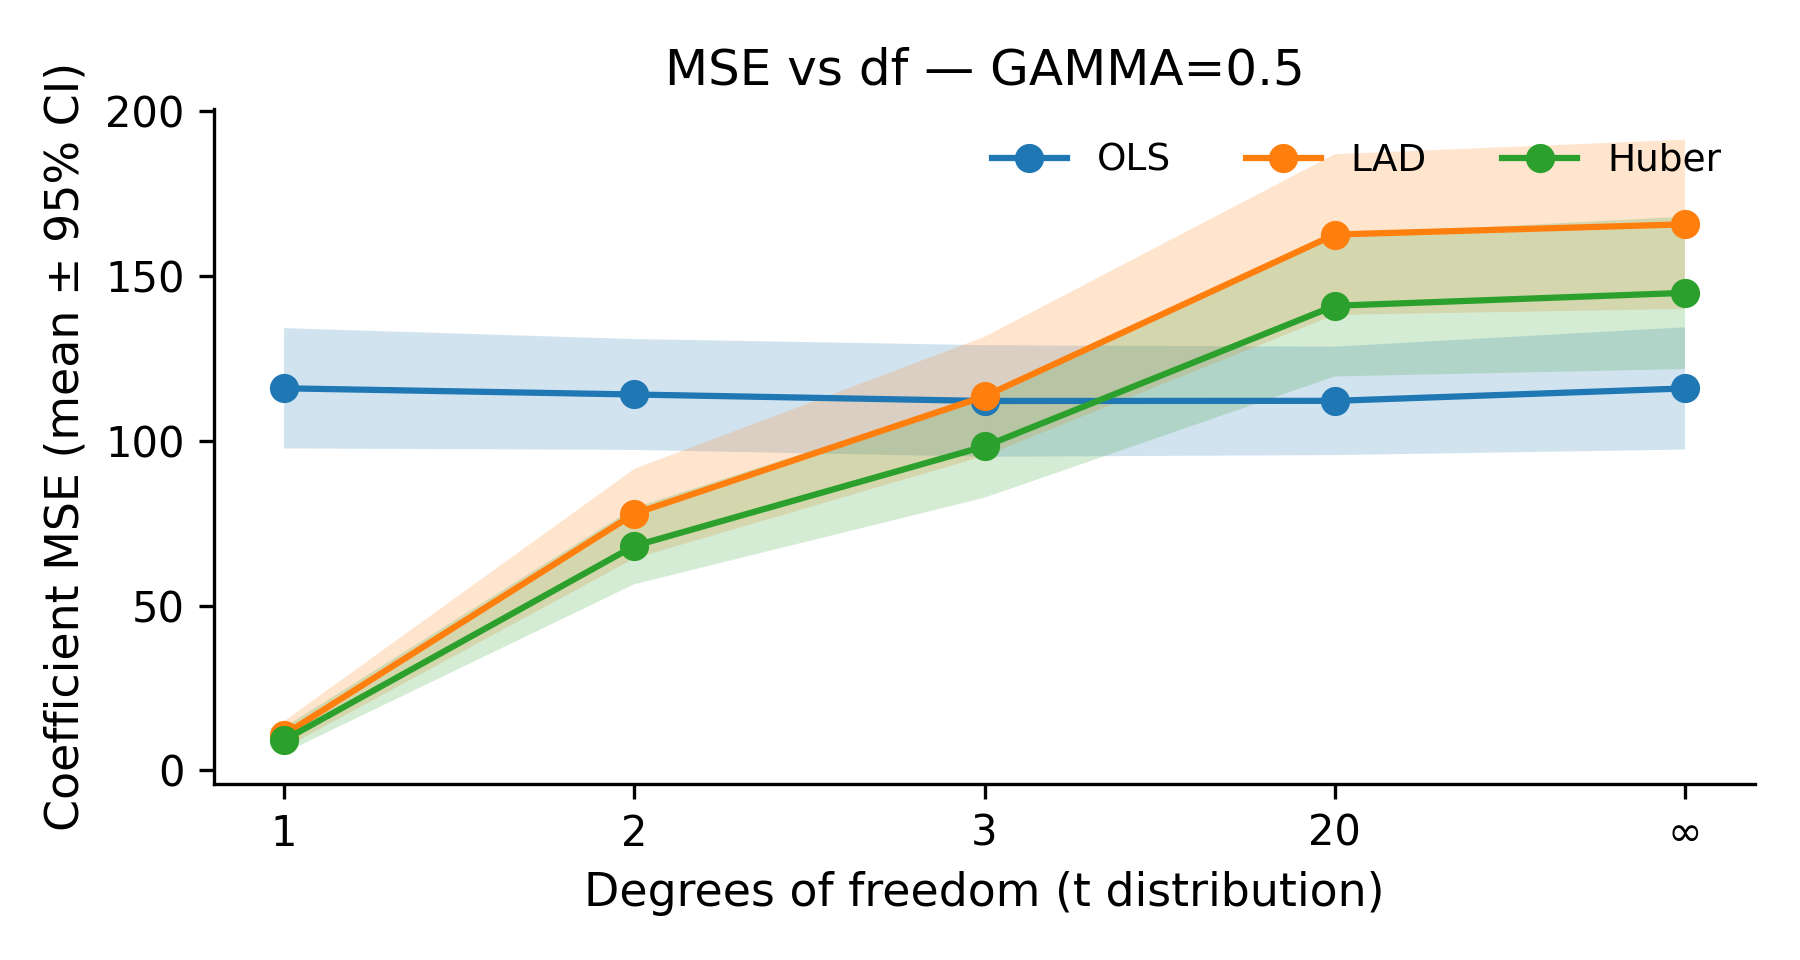 MSE vs df — GAMMA=0.5
Coefficient MSE (mean ± 95% CI)
200
150
100
50
0
OLS LAD Huber
1 2 3 20 ∞
Degrees of freedom (t distribution)